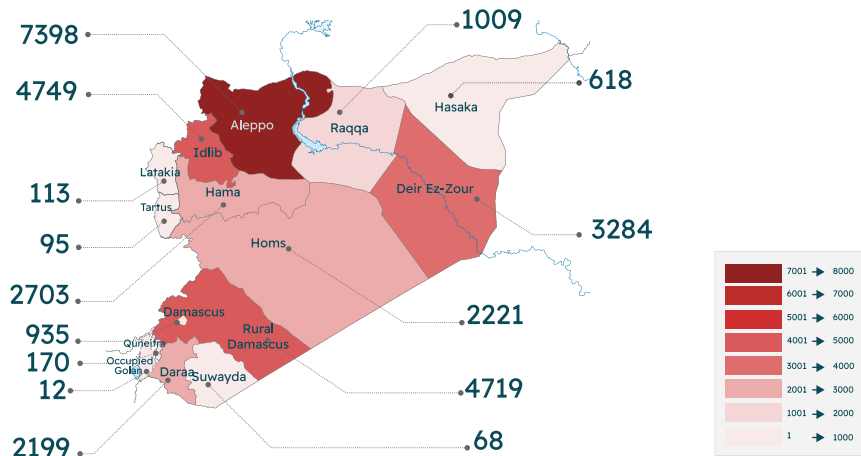 7398
1009
4749
618
Hasaka
Aleppo
Raqqa
Idlib
Latakia
Deir Ez-Zour
Hama
113
Tartus
3284
95
Homs
2703
Damascus
2221
935
Rural
Damascus
Quneitra
170
Occupied
Golan
Daraa
Suwayda
12
4719
2199
68
7001 → 8000
6001 → 7000
5001 → 6000
4001 → 5000
3001 → 4000
2001 → 3000
1001 → 2000
1 → 1000